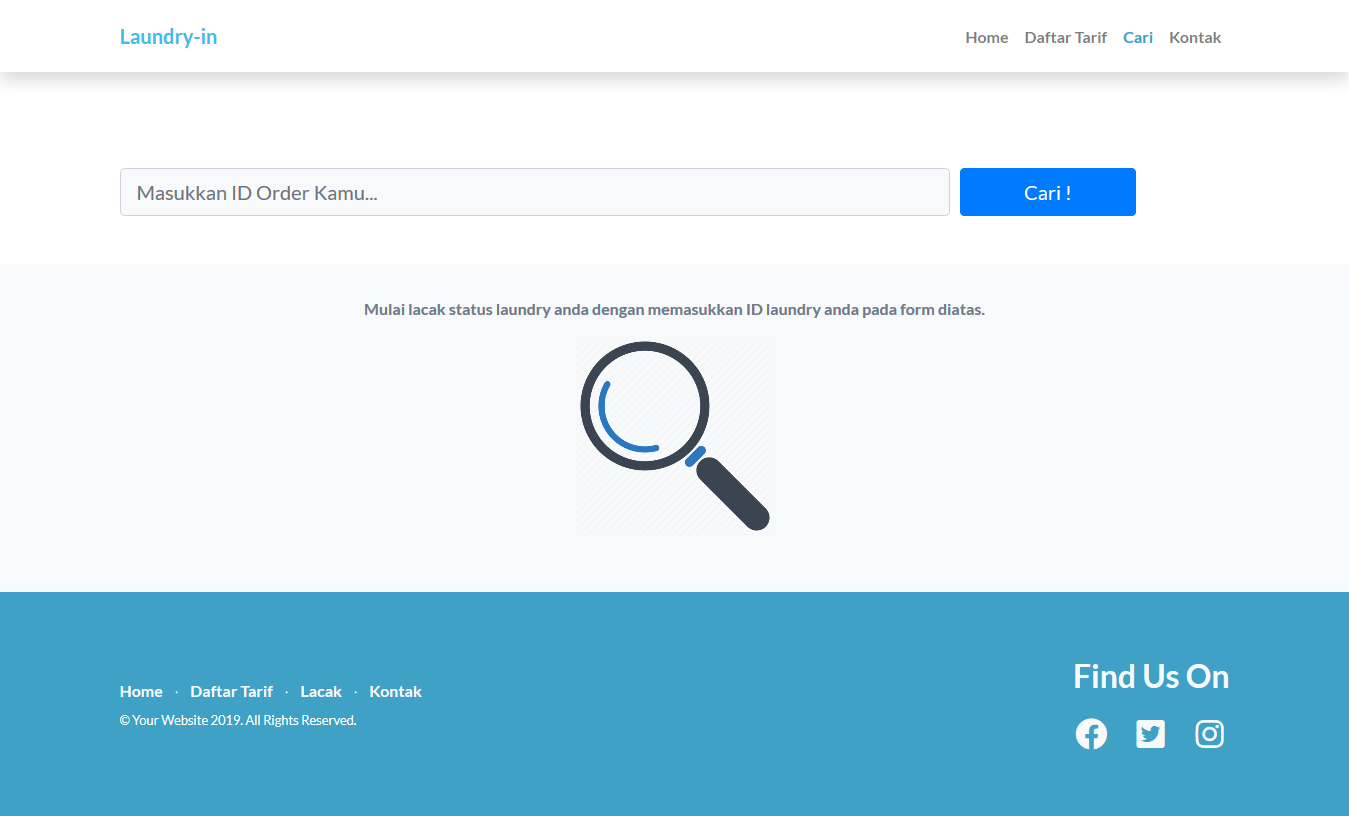 Laundry-in
Home Daftar Tarif Cari Kontak
Masukkan ID Order Kamu...
Cari !
Mulai lacak status laundry anda dengan memasukkan ID laundry anda pada form diatas.
Find Us On
Home · Daftar Tarif · Lacak · Kontak
© Your Website 2019. All Rights Reserved.